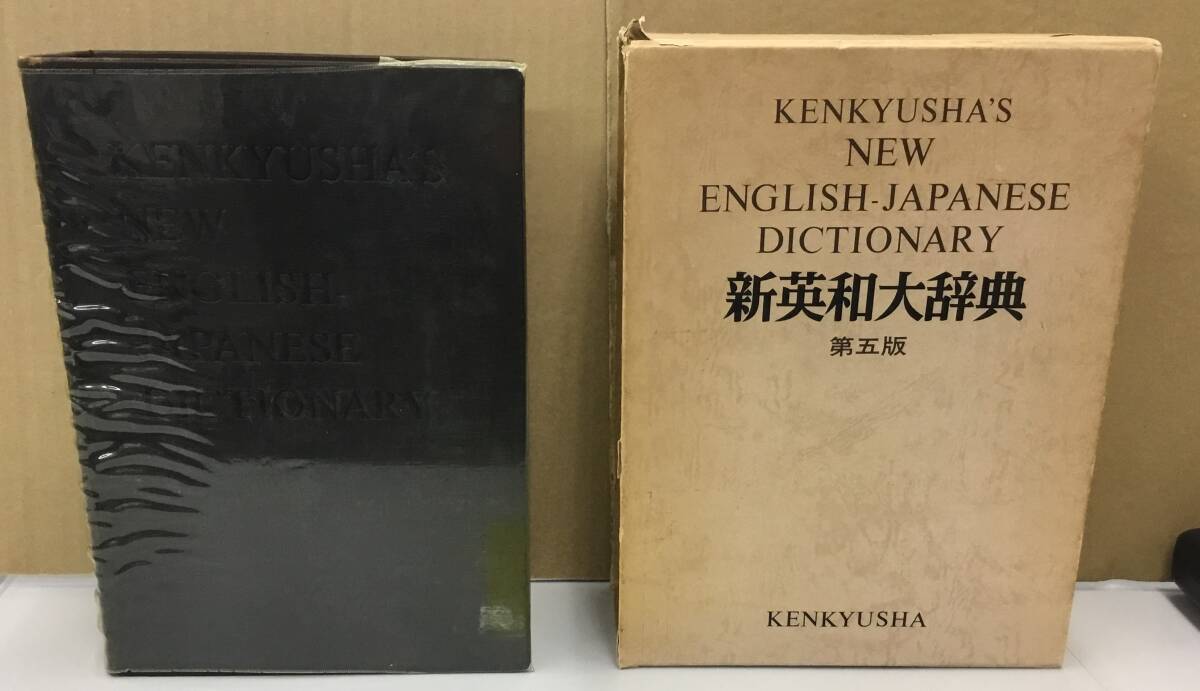 KENKYUSHA'S
NEW
ENGLISH-
JAPANESE
DICTIONARY
KENKYUSHA'S
NEW
ENGLISH-JAPANESE
DICTIONARY
新英和大辞典
第五版
KENKYUSHA